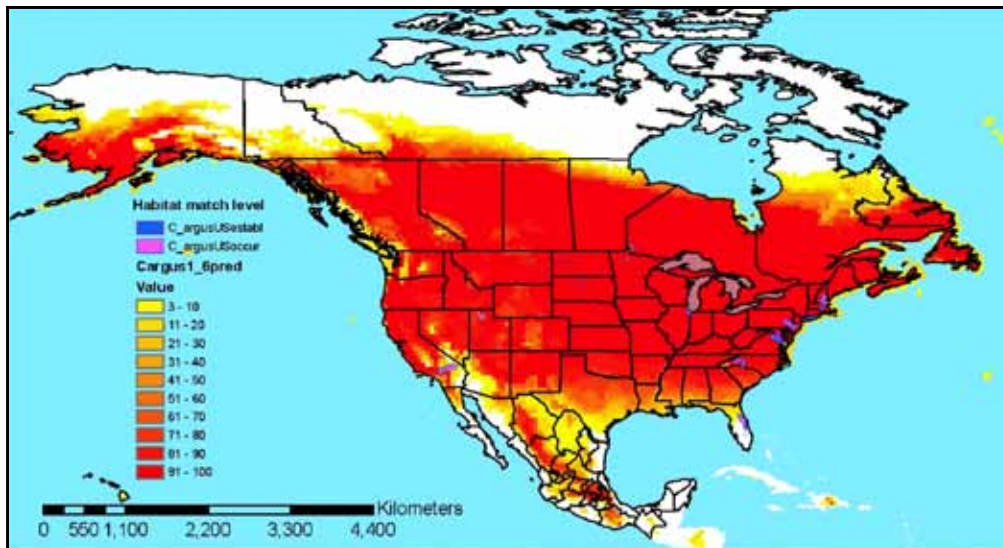 Habitat match level
C_argusUSestabl
C_argusUSoccur
Cargus1_6pred
Value
3 - 10
11 - 20
21 - 30
31 - 40
41 - 50
51 - 60
61 - 70
71 - 80
81 - 90
91 - 100
Kilometers
0 550 1,100 2,200 3,300 4,400